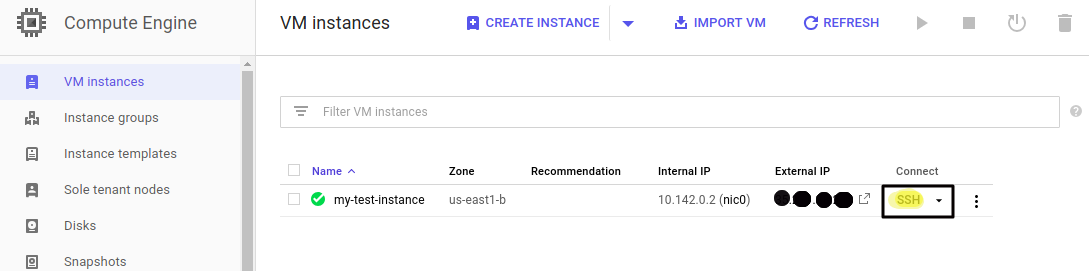 Compute Engine
VM instances
CREATE INSTANCE
IMPORT VM
REFRESH
VM instances
Instance groups
Instance templates
Sole tenant nodes
Disks
Snapshots
Filter VM instances
?
Name Zone Recommendation Internal IP External IP Connect
my-test-instance us-east1-b 10.142.0.2 (nic0) SSH